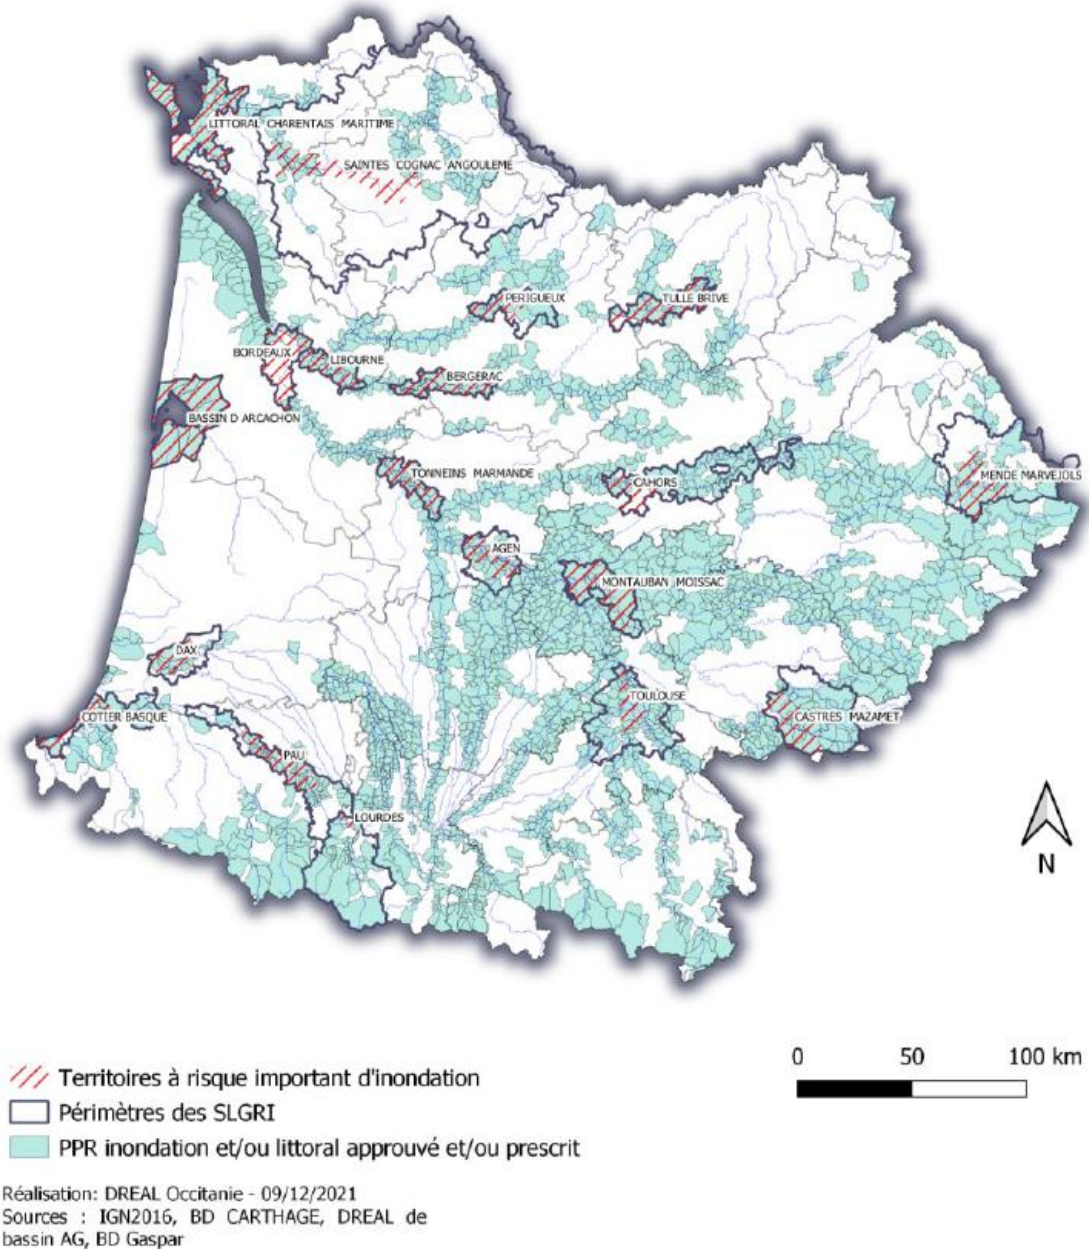 LITTORAL CHARENTAIS MARITIME
SAINTES COGNAC ANGOULEME
PERIGUEUX
TULLE BRIVE
BORDEAUX
LIBOURNE
BERGERAC
BASSIN D ARCACHON
TONNEINS MARMANDE
CAHORS
MENDE MARVEJOLS
AGEN
MONTAUBAN MOISSAC
DAX
TOULOUSE
COTIER BASQUE
CASTRES MAZAMET
PAU
LOURDES
N
0 50 100 km
Territoires à risque important d'inondation
Périmètres des SLGRI
PPR inondation et/ou littoral approuvé et/ou prescrit
Réalisation: DREAL Occitanie - 09/12/2021
Sources : IGN2016, BD CARTHAGE, DREAL de
bassin AG, BD Gaspar